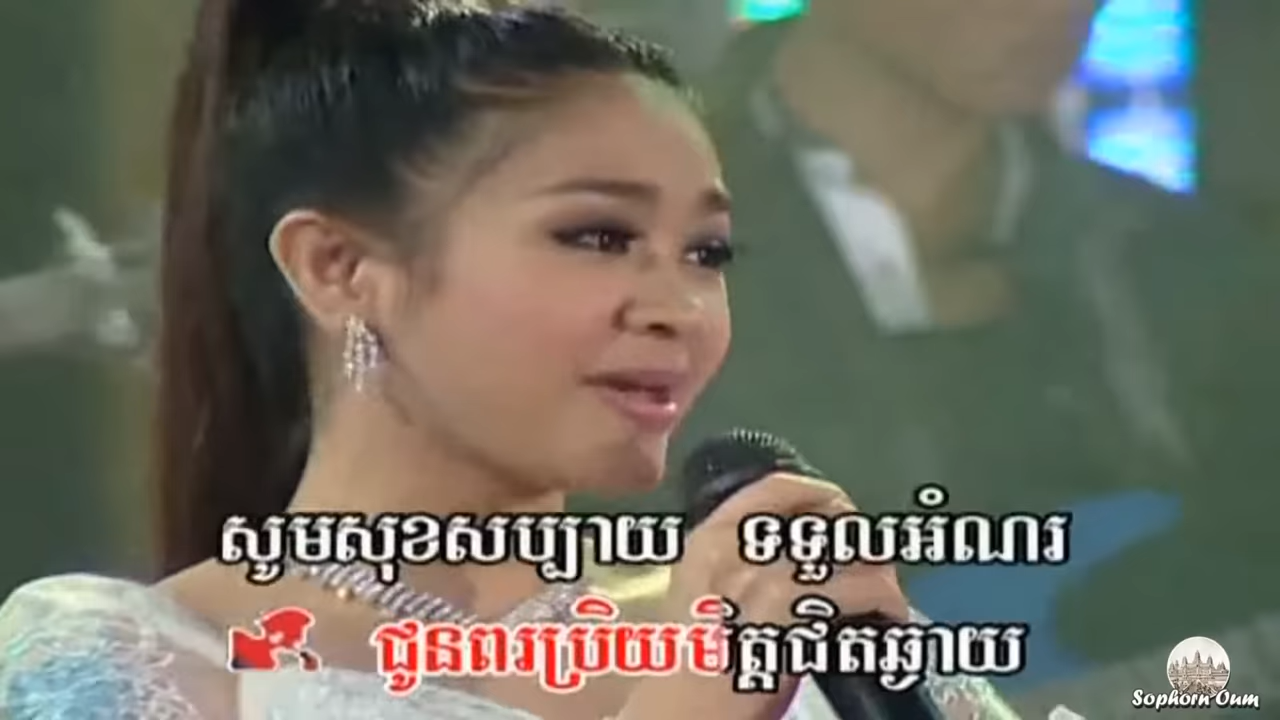 សូមសុខសប្បាយ ទទួលអំណរ
ជូនពរប្រិយមិត្តជិតឆ្ងាយ
Sophorn Oum